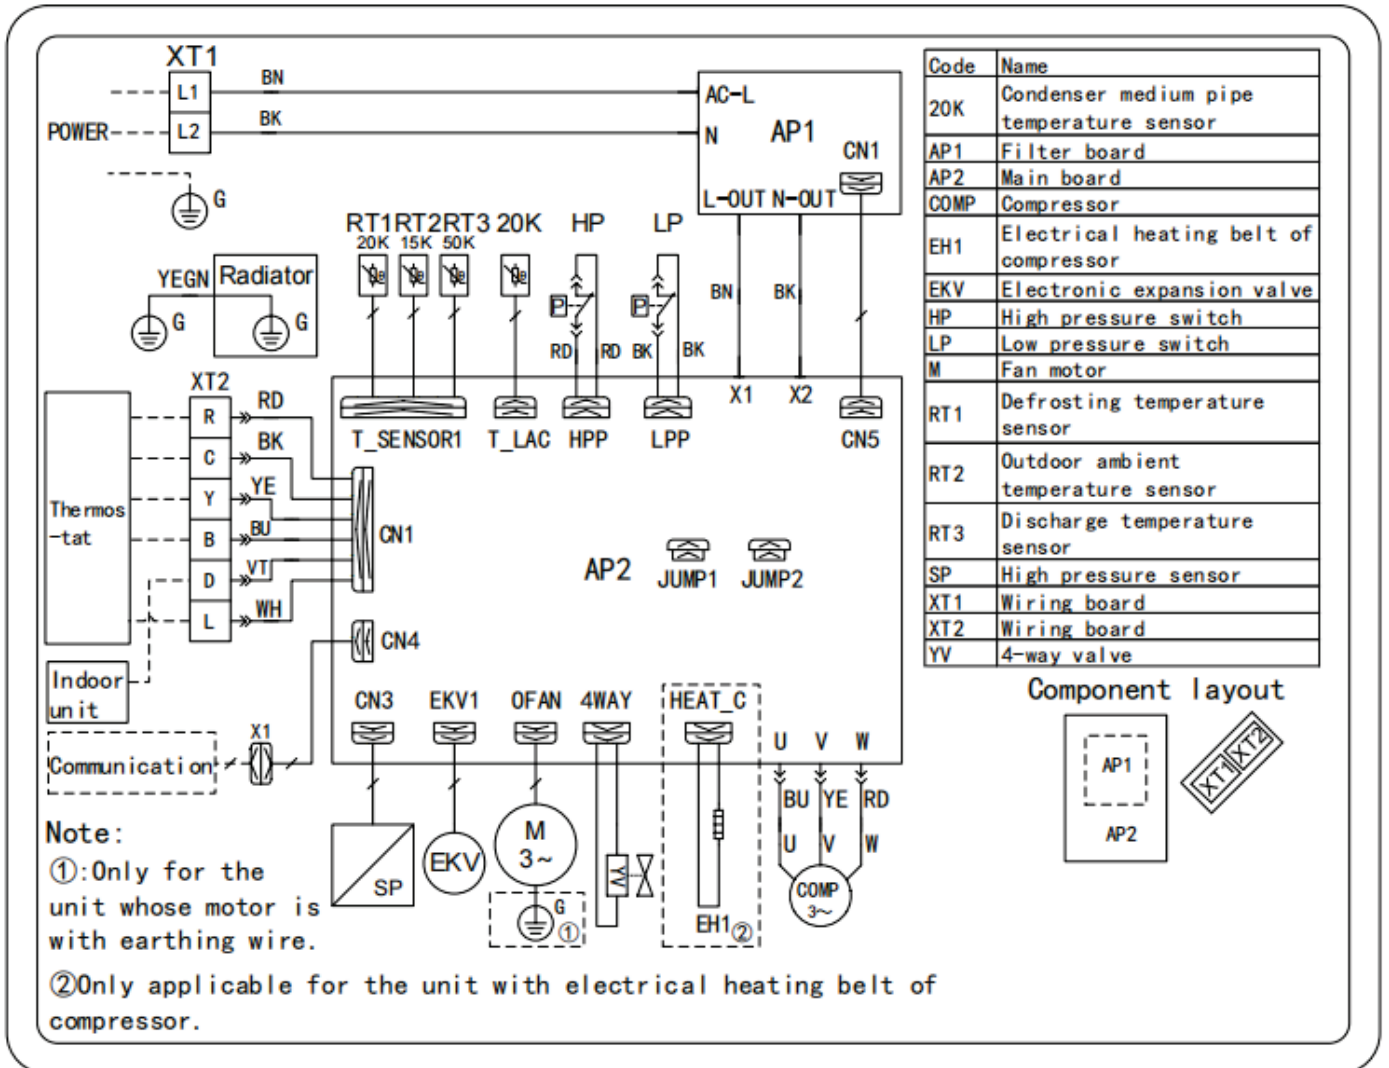 XT1
L1
BN
POWER
L2
BK
G
AC-L
N
AP1
CN1
L-OUT N-OUT
RT1 RT2 RT3 20K HP LP
20K 15K 50K
θ θ θ θ
P P
RD RD BK BK
BN BK
YEGN
Radiator
G G
XT2
Thermos
-tat
R RD
C BK
Y YE
B BU
D VT
L WH
T_SENSOR1 T_LAC HPP LPP X1 X2 CN5
CN1
AP2
JUMP1 JUMP2
CN4
Indoor
unit
Communication
X1
CN3 EKV1 OFAN 4WAY HEAT_C
U V W
BU YE RD
U V W
SP
EKV
M
3~
G
①
YV
EH1②
COMP
3~
Note:
①:Only for the
unit whose motor is
with earthing wire.
②Only applicable for the unit with electrical heating belt of
compressor.
Code Name
20K Condenser medium pipe
temperature sensor
AP1 Filter board
AP2 Main board
COMP Compressor
EH1 Electrical heating belt of
compressor
EKV Electronic expansion valve
HP High pressure switch
LP Low pressure switch
M Fan motor
RT1 Defrosting temperature
sensor
RT2 Outdoor ambient
temperature sensor
RT3 Discharge temperature
sensor
SP High pressure sensor
XT1 Wiring board
XT2 Wiring board
YV 4-way valve
Component layout
AP1
AP2
XT1 XT2